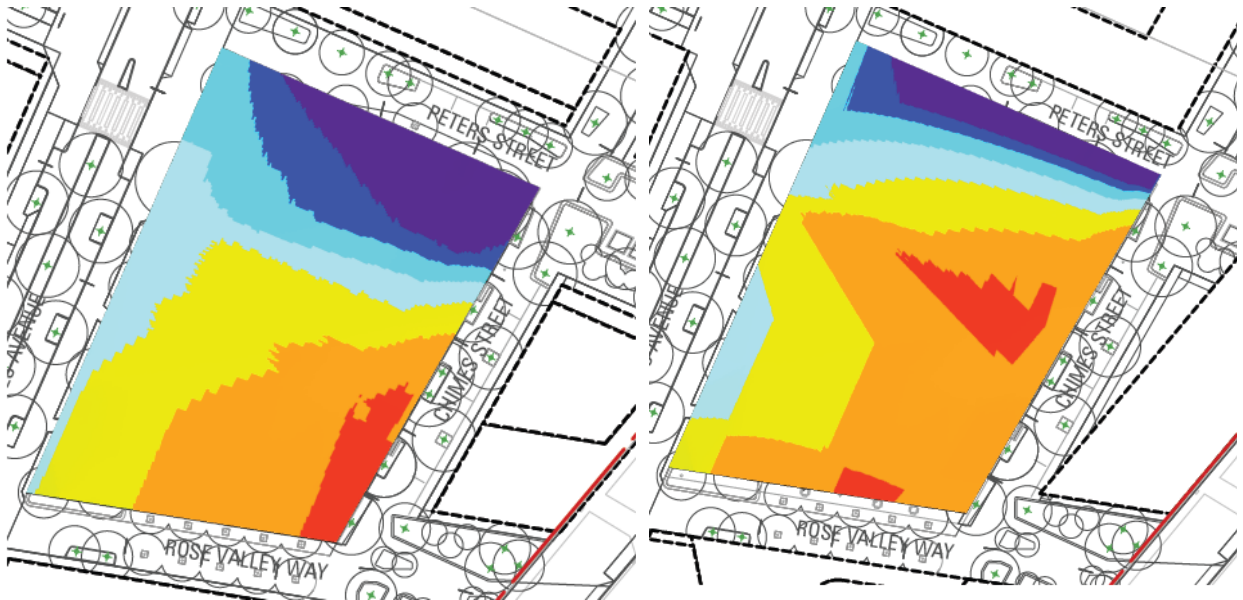 PETERS STREET
PETERS STREET
AVENUE
CHIMES STREET
AVENUE
CHIMES STREET
ROSE VALLEY WAY
ROSE VALLEY WAY